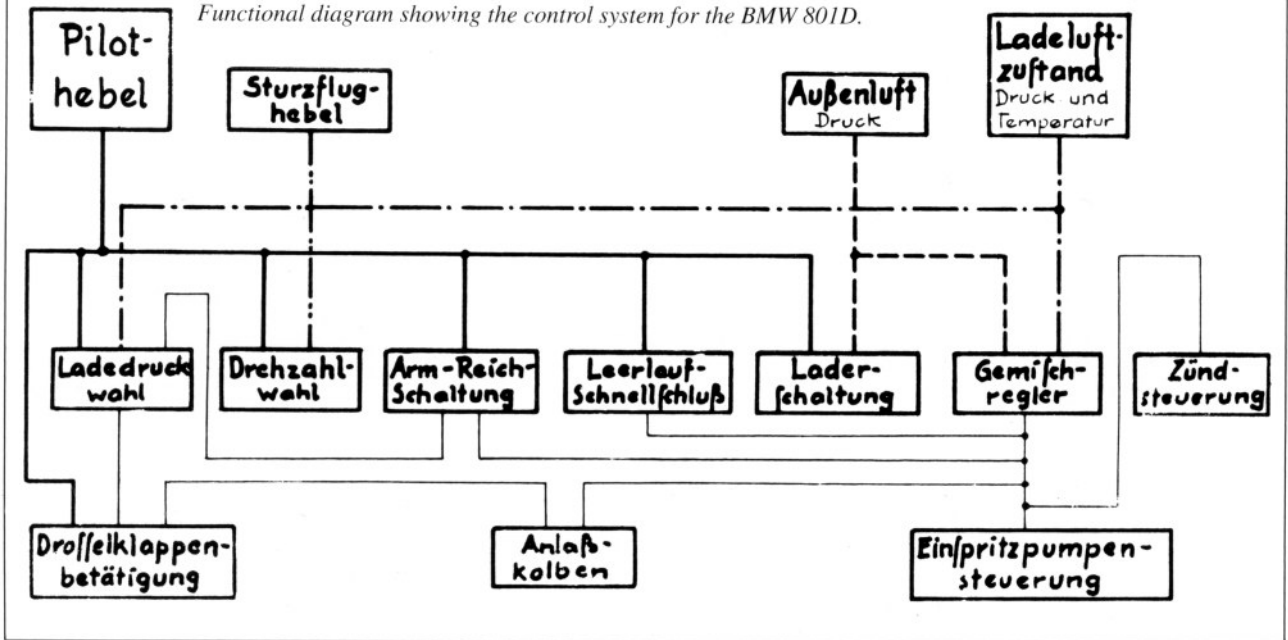 Functional diagram showing the control system for the BMW 801D.
Pilot-
hebel
Sturzflug-
hebel
Außenluft
Druck
Ladeluft-
zuſtand
Druck und
Temperatur
Ladedruck
wahl
Drehzahl-
wahl
Arm-Reich-
Schaltung
Leerlauf-
Schnellſchluß
Lader-
ſchaltung
Gemiſch-
regler
Zünd-
steuerung
Droſſelklappen-
betätigung
Anlaß-
kolben
Einſpritzpumpen-
steuerung